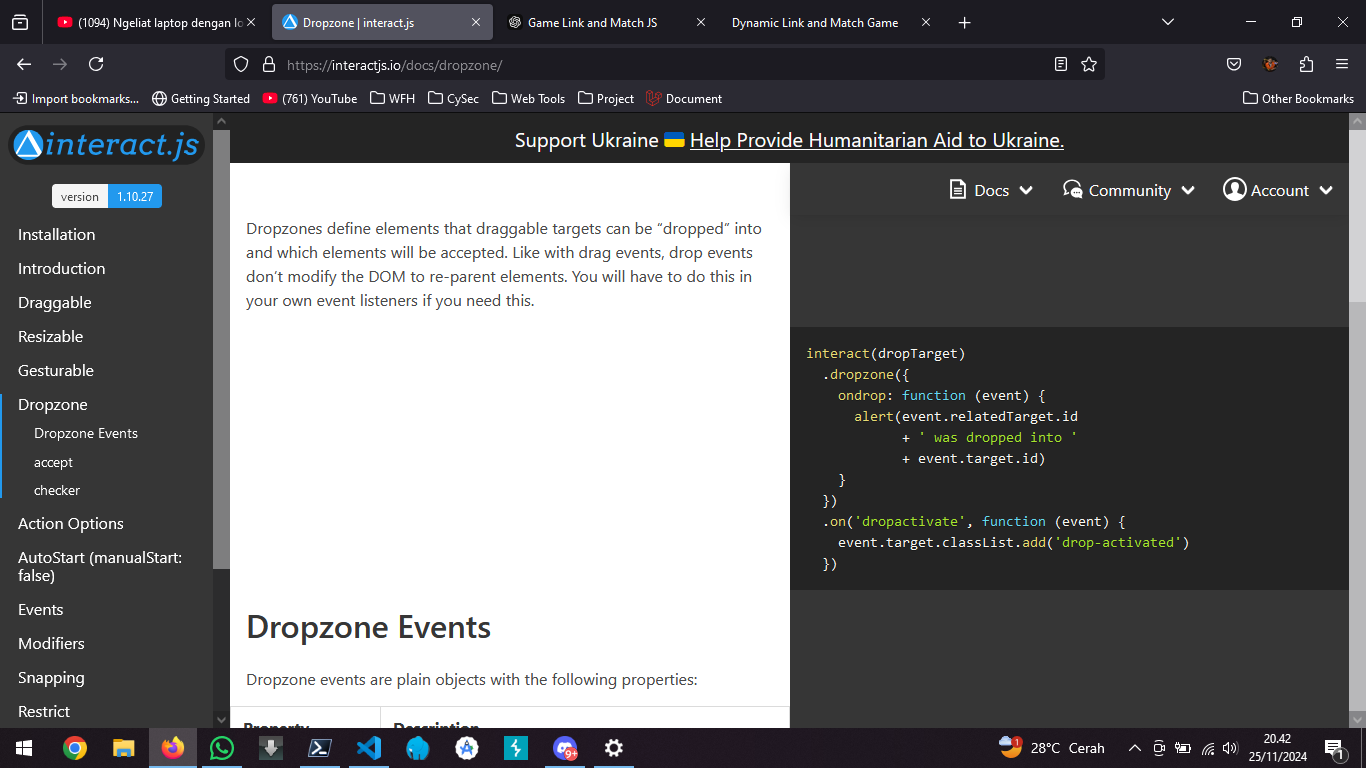 (1094) Ngeliat laptop dengan lo
Dropzone | interact.js
Game Link and Match JS
Dynamic Link and Match Game
https://interactjs.io/docs/dropzone/
Import bookmarks...
Getting Started
(761) YouTube
WFH
CySec
Web Tools
Project
Document
Other Bookmarks
interact.js
version 1.10.27
Installation
Introduction
Draggable
Resizable
Gesturable
Dropzone
Dropzone Events
accept
checker
Action Options
AutoStart (manualStart:
false)
Events
Modifiers
Snapping
Restrict
Support Ukraine Help Provide Humanitarian Aid to Ukraine.
Docs
Community
Account
Dropzones define elements that draggable targets can be “dropped” into
and which elements will be accepted. Like with drag events, drop events
don’t modify the DOM to re-parent elements. You will have to do this in
your own event listeners if you need this.
interact(dropTarget)
.dropzone({
ondrop: function (event) {
alert(event.relatedTarget.id
+ ' was dropped into '
+ event.target.id)
}
})
.on('dropactivate', function (event) {
event.target.classList.add('drop-activated')
})
Dropzone Events
Dropzone events are plain objects with the following properties:
Property
Description
9+
1
28°C Cerah
20.42
25/11/2024
1